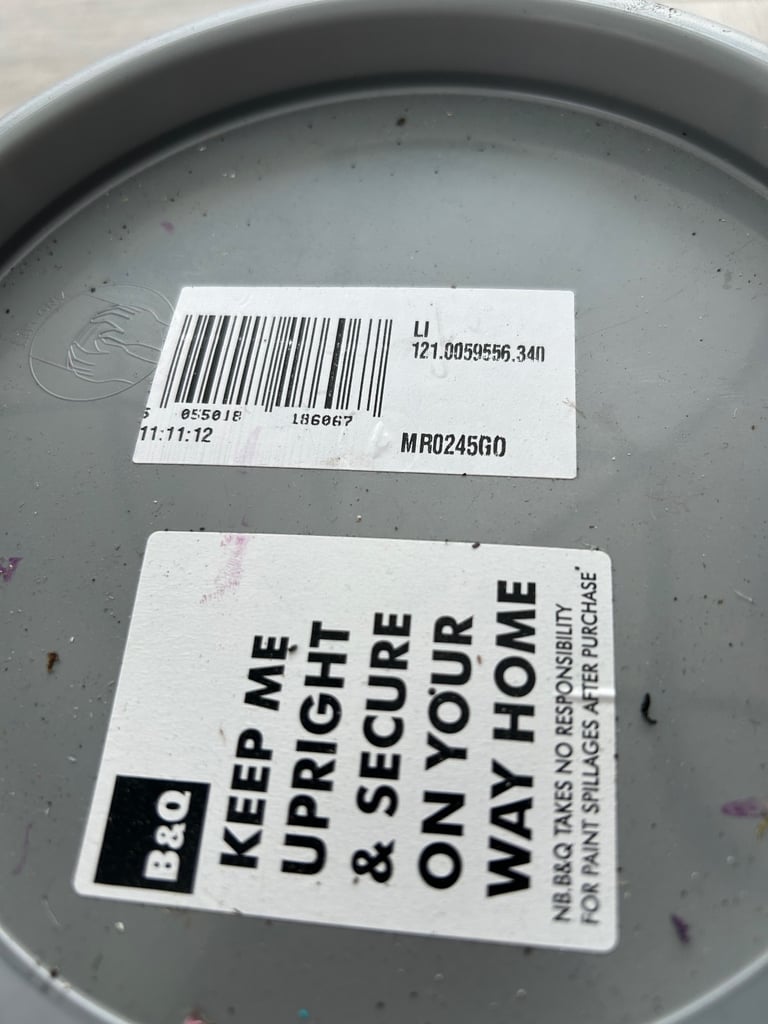 LI
121.0059556.340
5 055018 186067
11:11:12
MR0245GO
B&Q
KEEP ME
UPRIGHT
& SECURE
ON YOUR
WAY HOME
NB.B&Q TAKES NO RESPONSIBILITY
FOR PAINT SPILLAGES AFTER PURCHASE*